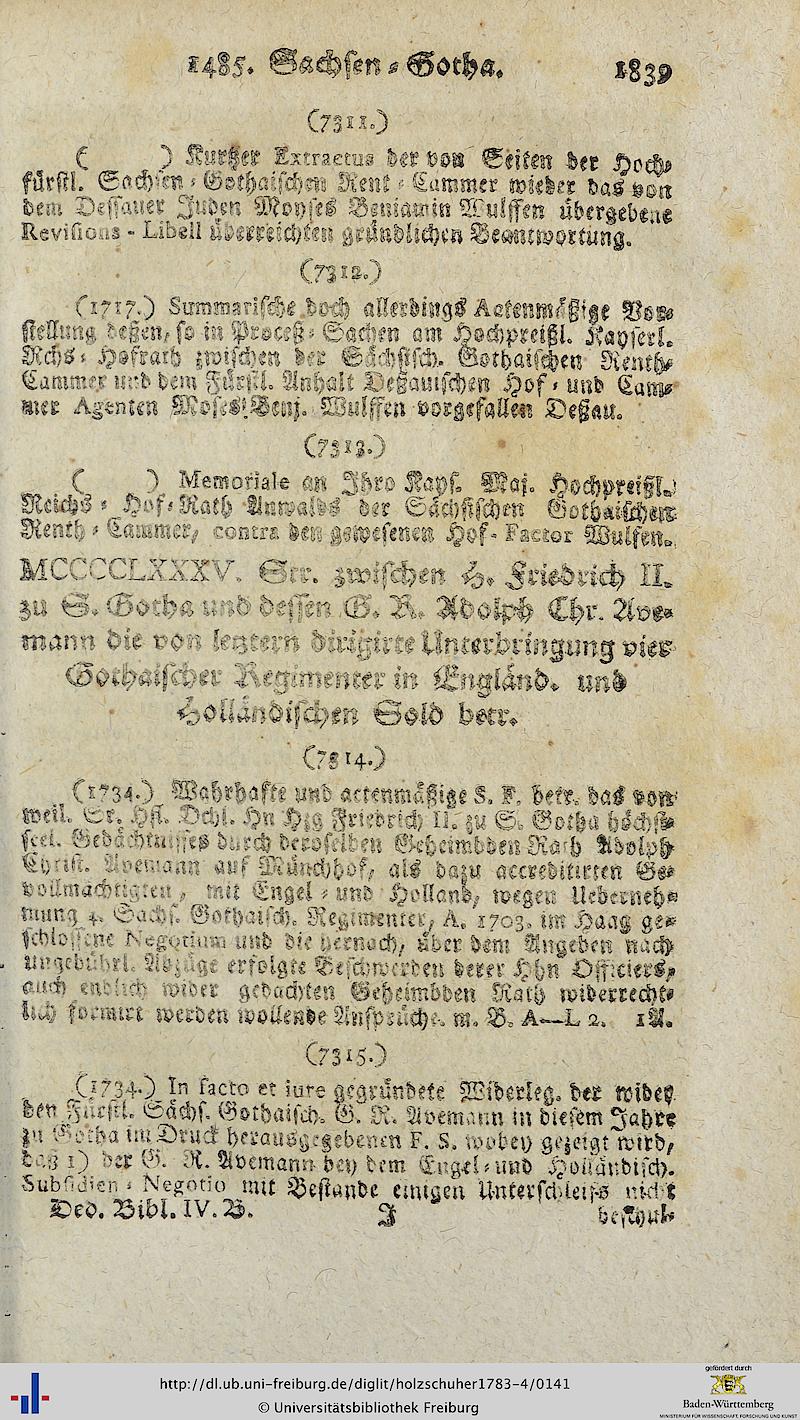 1485. Sachsen-Gotha. 1839
(7311.)
( ) Kurtzer Extractus der von Seiten der Hoch-
fürstl. Sachsen-Gothaischen Rent-Cammer wieder das von
dem Dessauer Juden Moyses Beniamin Wulffen übergebene
Revisions-Libell überreichten gründlichen Beantwortung.
(7312.)
(1717.) Summarische doch allerdings Actenmäßige Vor-
stellung deßen, so in Proceß-Sachen am Hochpreißl. Kayserl.
Rchs-Hofrath zwischen der Sächsisch. Gothaischen Renth-
Cammer und dem Fürstl. Anhalt Deßauischen Hof- und Cam-
mer Agenten Moses Benj. Wulffen vorgefallen Deßau.
(7313.)
( ) Memoriale an Ihro Kays. Maj. Hochpreißl.
Reichs-Hof-Rath Anwalds der Sächsischen Gothaischen
Renth-Cammer, contra den gewesenen Hof-Factor Wulfen.
MCCCCLXXXV. Str. zwischen H. Friedrich II.
zu S. Gotha und dessen G. R. Adolph Chr. Ave-
mann die von letztern dirigirte Unterbringung vier
Gothaischer Regimenter in Engländ. und
Holländischen Sold betr.
(7314.)
(1734.) Wahrhafte und actenmäßige S. F. betr. das von
weil. Sr. Hfl. Dchl. Hn Hzg Friedrich II. zu S. Gotha höchst-
seel. Gedächtnisses durch deroselben Geheimbden Rath Adolph
Christ. Avemann auf Münchhof, als dazu accreditirten Ge-
vollmächtigten, mit Engel- und Holland, wegen Ueberneh-
mung 4. Sächs. Gothaisch. Regimenter, A. 1703. im Haag ge-
schlossene Negotium und die hernach, über dem Angeben nach
ungebührl. Abzüge erfolgte Beschwerden derer Hhn Officiers,
auch endlich wider gedachten Geheimbden Rath widerrecht-
lich formirt werden wollende Ansprüche. m. B. A—L 2. 1 A.
(7315.)
(1734.) In facto et iure gegründete Widerleg. der wider
den Fürstl. Sächs. Gothaisch. G. R. Avemann in diesem Jahre
zu Gotha im Druck herausgegebenen F. S. wobey gezeigt wird,
daß 1) der G. R. Avemann bey dem Engel- und Holländisch.
Subsidien-Negotio mit Bestande einigen Unterschleifs nicht
Ded. Bibl. IV. B. J beschul-
http://dl.ub.uni-freiburg.de/diglit/holzschuher1783-4/0141
© Universitätsbibliothek Freiburg
gefördert durch
Baden-Württemberg
MINISTERIUM FÜR WISSENSCHAFT, FORSCHUNG UND KUNST